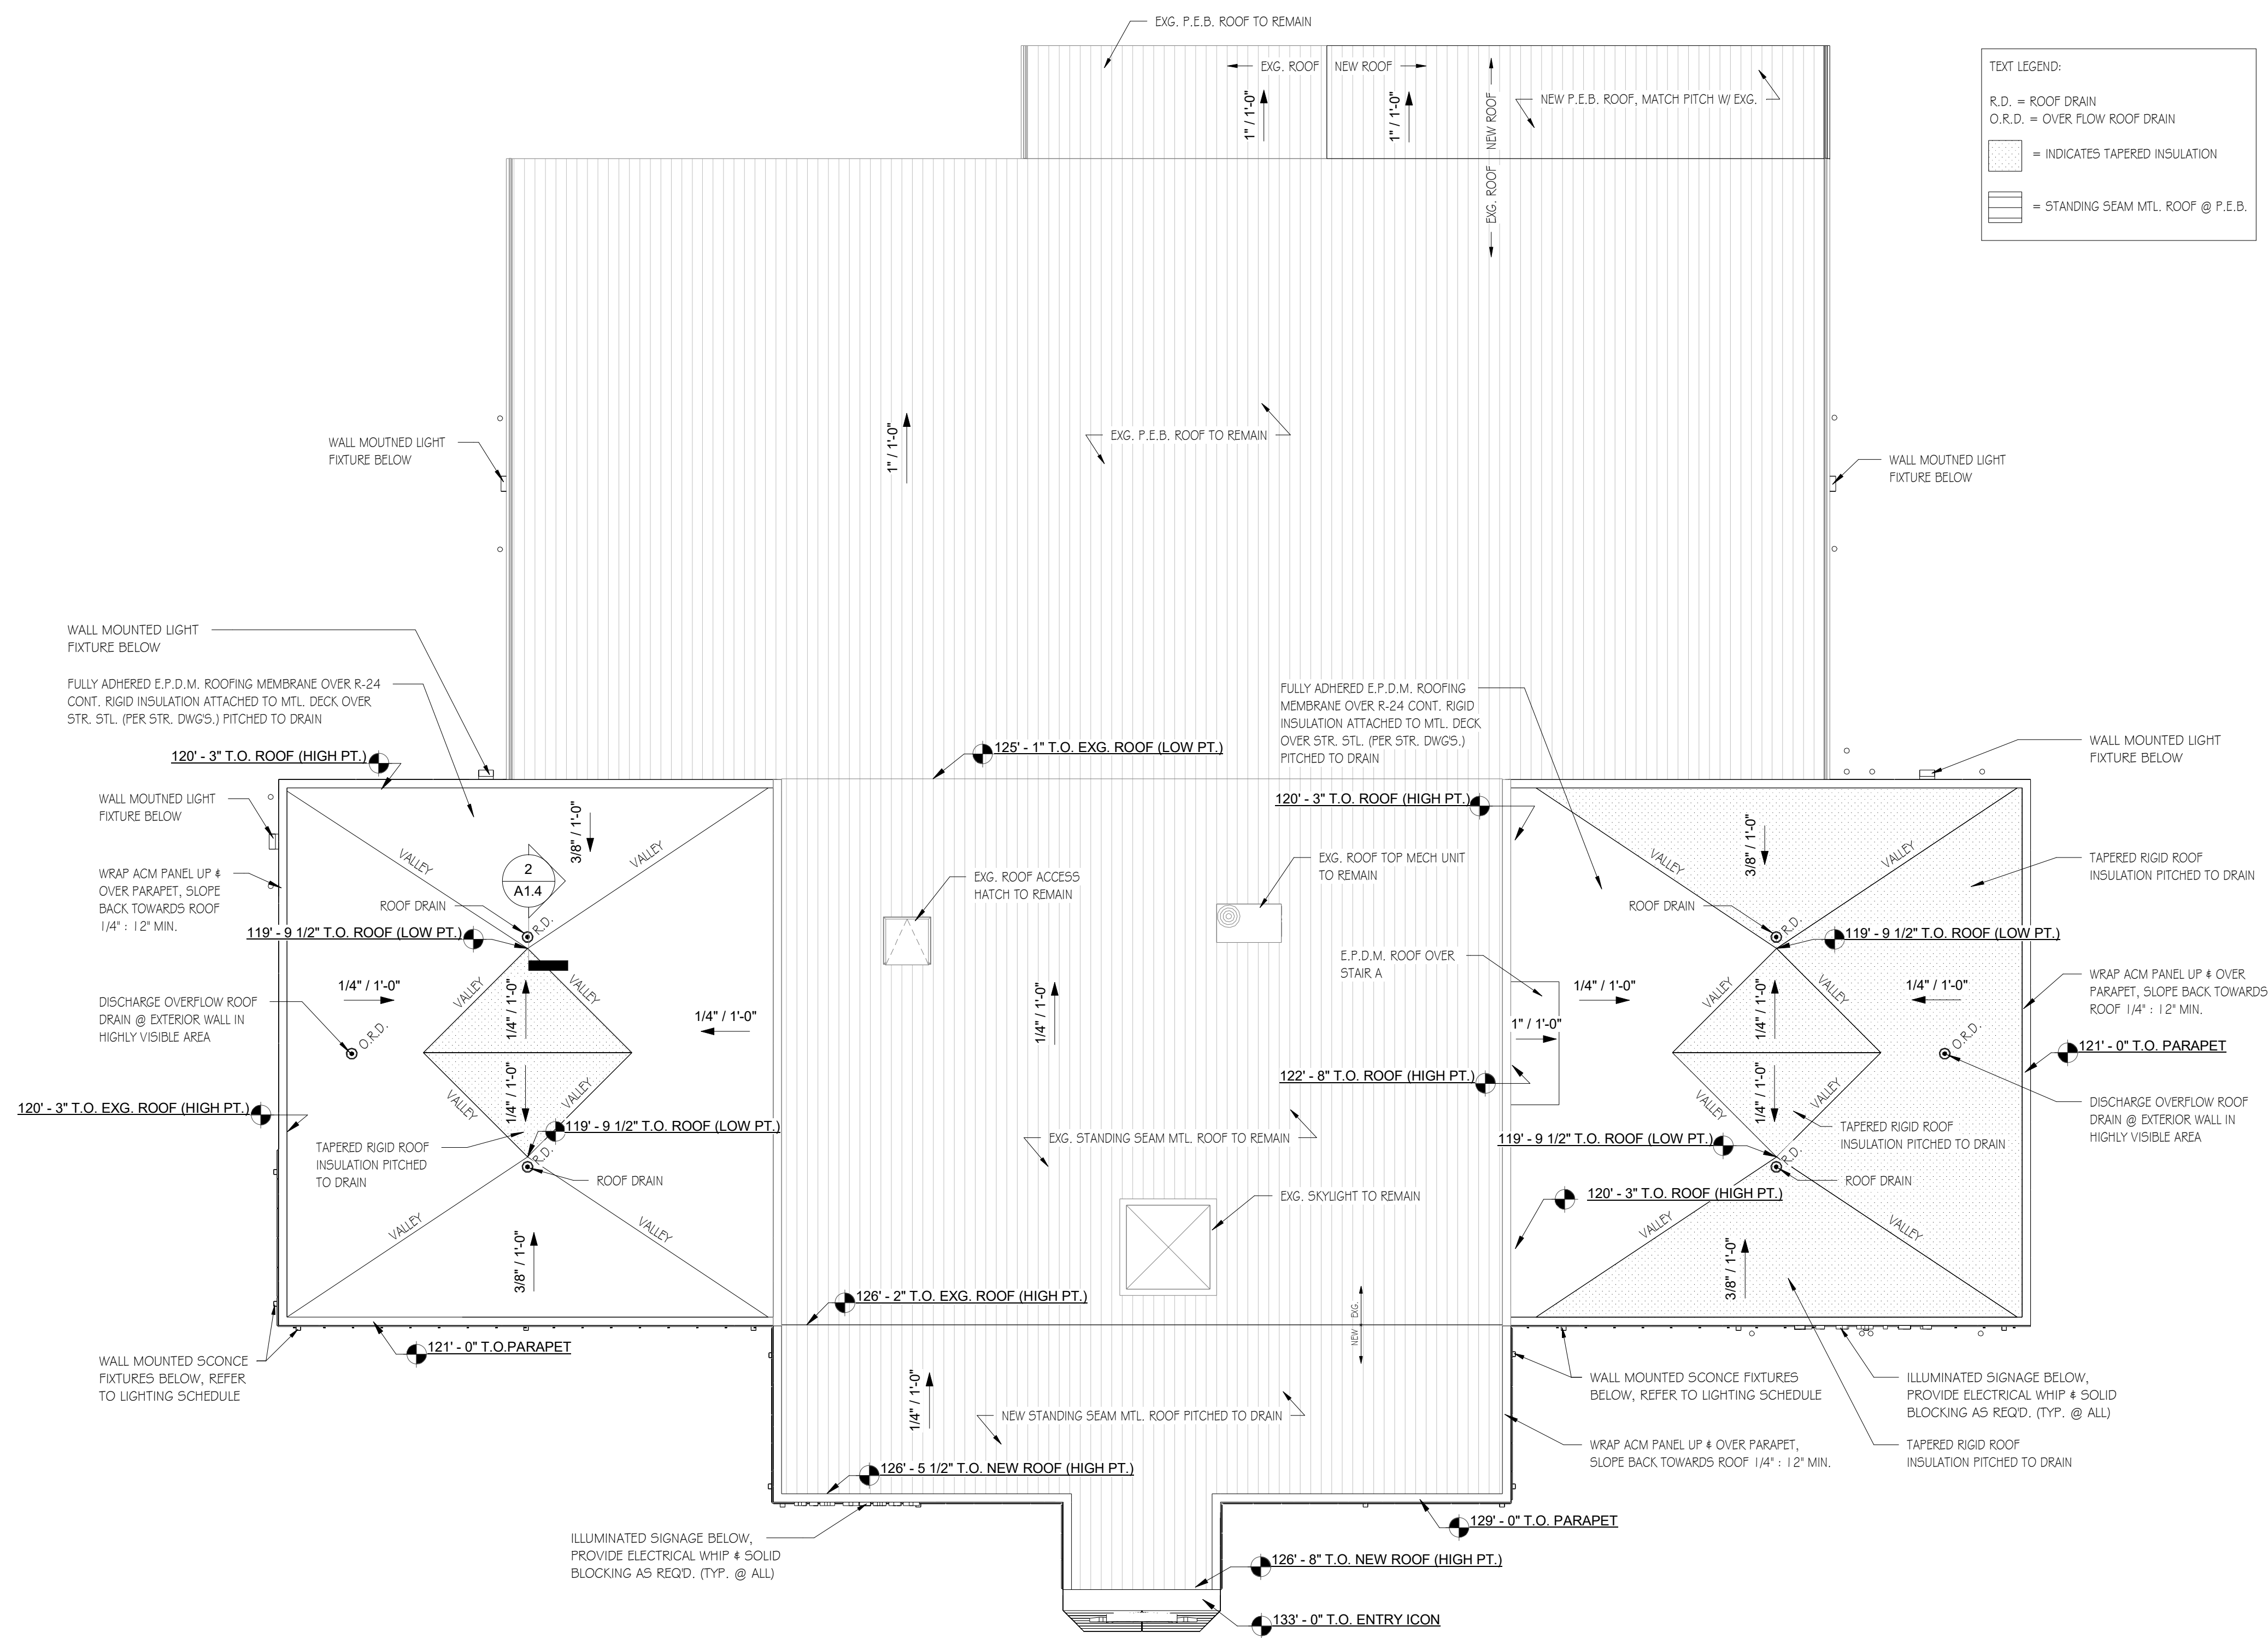 EXG. P.E.B. ROOF TO REMAIN
EXG. ROOF
NEW ROOF
1" / 1'-0"
1" / 1'-0"
NEW ROOF
EXG. ROOF
NEW P.E.B. ROOF, MATCH PITCH W/ EXG.
TEXT LEGEND:
R.D. = ROOF DRAIN
O.R.D. = OVER FLOW ROOF DRAIN
= INDICATES TAPERED INSULATION
= STANDING SEAM MTL. ROOF @ P.E.B.
1" / 1'-0"
EXG. P.E.B. ROOF TO REMAIN
WALL MOUTNED LIGHT
FIXTURE BELOW
WALL MOUTNED LIGHT
FIXTURE BELOW
WALL MOUNTED LIGHT
FIXTURE BELOW
FULLY ADHERED E.P.D.M. ROOFING MEMBRANE OVER R-24
CONT. RIGID INSULATION ATTACHED TO MTL. DECK OVER
STR. STL. (PER STR. DWG'S.) PITCHED TO DRAIN
120' - 3" T.O. ROOF (HIGH PT.)
WALL MOUTNED LIGHT
FIXTURE BELOW
WRAP ACM PANEL UP &
OVER PARAPET, SLOPE
BACK TOWARDS ROOF
1/4" : 12" MIN.
DISCHARGE OVERFLOW ROOF
DRAIN @ EXTERIOR WALL IN
HIGHLY VISIBLE AREA
120' - 3" T.O. EXG. ROOF (HIGH PT.)
WALL MOUNTED SCONCE
FIXTURES BELOW, REFER
TO LIGHTING SCHEDULE
3/8" / 1'-0"
VALLEY
VALLEY
2
A1.4
ROOF DRAIN
R.D.
119' - 9 1/2" T.O. ROOF (LOW PT.)
1/4" / 1'-0"
VALLEY
VALLEY
1/4" / 1'-0"
1/4" / 1'-0"
O.R.D.
1/4" / 1'-0"
VALLEY
VALLEY
119' - 9 1/2" T.O. ROOF (LOW PT.)
TAPERED RIGID ROOF
INSULATION PITCHED
TO DRAIN
R.D.
ROOF DRAIN
VALLEY
VALLEY
3/8" / 1'-0"
121' - 0" T.O.PARAPET
125' - 1" T.O. EXG. ROOF (LOW PT.)
EXG. ROOF ACCESS
HATCH TO REMAIN
EXG. ROOF TOP MECH UNIT
TO REMAIN
E.P.D.M. ROOF OVER
STAIR A
1/4" / 1'-0"
1" / 1'-0"
122' - 8" T.O. ROOF (HIGH PT.)
EXG. STANDING SEAM MTL. ROOF TO REMAIN
EXG. SKYLIGHT TO REMAIN
126' - 2" T.O. EXG. ROOF (HIGH PT.)
EXG.
NEW
1/4" / 1'-0"
NEW STANDING SEAM MTL. ROOF PITCHED TO DRAIN
126' - 5 1/2" T.O. NEW ROOF (HIGH PT.)
ILLUMINATED SIGNAGE BELOW,
PROVIDE ELECTRICAL WHIP & SOLID
BLOCKING AS REQ'D. (TYP. @ ALL)
129' - 0" T.O. PARAPET
126' - 8" T.O. NEW ROOF (HIGH PT.)
133' - 0" T.O. ENTRY ICON
FULLY ADHERED E.P.D.M. ROOFING
MEMBRANE OVER R-24 CONT. RIGID
INSULATION ATTACHED TO MTL. DECK
OVER STR. STL. (PER STR. DWG'S.)
PITCHED TO DRAIN
120' - 3" T.O. ROOF (HIGH PT.)
VALLEY
3/8" / 1'-0"
VALLEY
ROOF DRAIN
R.D.
119' - 9 1/2" T.O. ROOF (LOW PT.)
1/4" / 1'-0"
VALLEY
1/4" / 1'-0"
VALLEY
1/4" / 1'-0"
O.R.D.
VALLEY
1/4" / 1'-0"
VALLEY
TAPERED RIGID ROOF
INSULATION PITCHED TO DRAIN
119' - 9 1/2" T.O. ROOF (LOW PT.)
R.D.
ROOF DRAIN
120' - 3" T.O. ROOF (HIGH PT.)
VALLEY
VALLEY
3/8" / 1'-0"
WALL MOUNTED LIGHT
FIXTURE BELOW
TAPERED RIGID ROOF
INSULATION PITCHED TO DRAIN
WRAP ACM PANEL UP & OVER
PARAPET, SLOPE BACK TOWARDS
ROOF 1/4" : 12" MIN.
121' - 0" T.O. PARAPET
DISCHARGE OVERFLOW ROOF
DRAIN @ EXTERIOR WALL IN
HIGHLY VISIBLE AREA
WALL MOUNTED SCONCE FIXTURES
BELOW, REFER TO LIGHTING SCHEDULE
ILLUMINATED SIGNAGE BELOW,
PROVIDE ELECTRICAL WHIP & SOLID
BLOCKING AS REQ'D. (TYP. @ ALL)
WRAP ACM PANEL UP & OVER PARAPET,
SLOPE BACK TOWARDS ROOF 1/4" : 12" MIN.
TAPERED RIGID ROOF
INSULATION PITCHED TO DRAIN